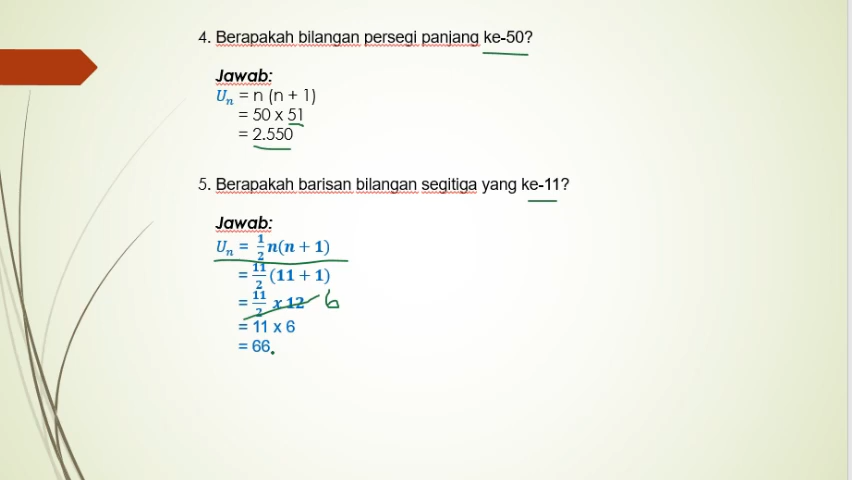 4. Berapakah bilangan persegi panjang ke-50?
Jawab:
Uₙ = n (n + 1)
= 50 x 51
= 2.550
5. Berapakah barisan bilangan segitiga yang ke-11?
Jawab:
Uₙ = 1/2 n(n + 1)
= 11/2 (11 + 1)
= 11/2 x 12 6
= 11 x 6
= 66.